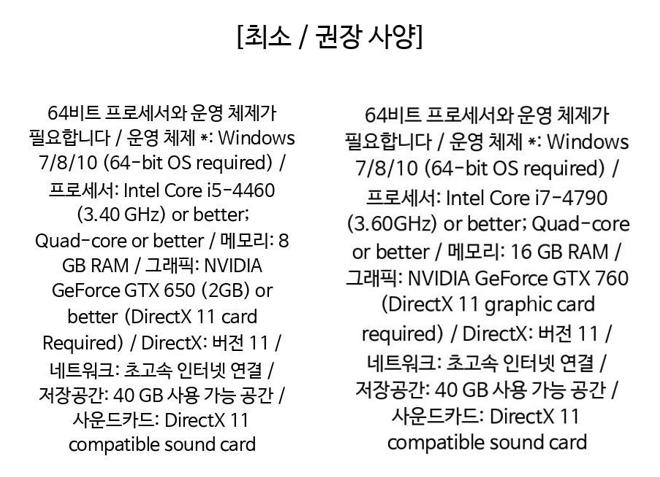 [최소 / 권장 사양]
64비트 프로세서와 운영 체제가
필요합니다 / 운영 체제 *: Windows
7/8/10 (64-bit OS required) /
프로세서: Intel Core i5-4460
(3.40 GHz) or better;
Quad-core or better / 메모리: 8
GB RAM / 그래픽: NVIDIA
GeForce GTX 650 (2GB) or
better (DirectX 11 card
Required) / DirectX: 버전 11 /
네트워크: 초고속 인터넷 연결 /
저장공간: 40 GB 사용 가능 공간 /
사운드카드: DirectX 11
compatible sound card
64비트 프로세서와 운영 체제가
필요합니다 / 운영 체제 *: Windows
7/8/10 (64-bit OS required) /
프로세서: Intel Core i7-4790
(3.60GHz) or better; Quad-core
or better / 메모리: 16 GB RAM /
그래픽: NVIDIA GeForce GTX 760
(DirectX 11 graphic card
required) / DirectX: 버전 11 /
네트워크: 초고속 인터넷 연결 /
저장공간: 40 GB 사용 가능 공간 /
사운드카드: DirectX 11
compatible sound card